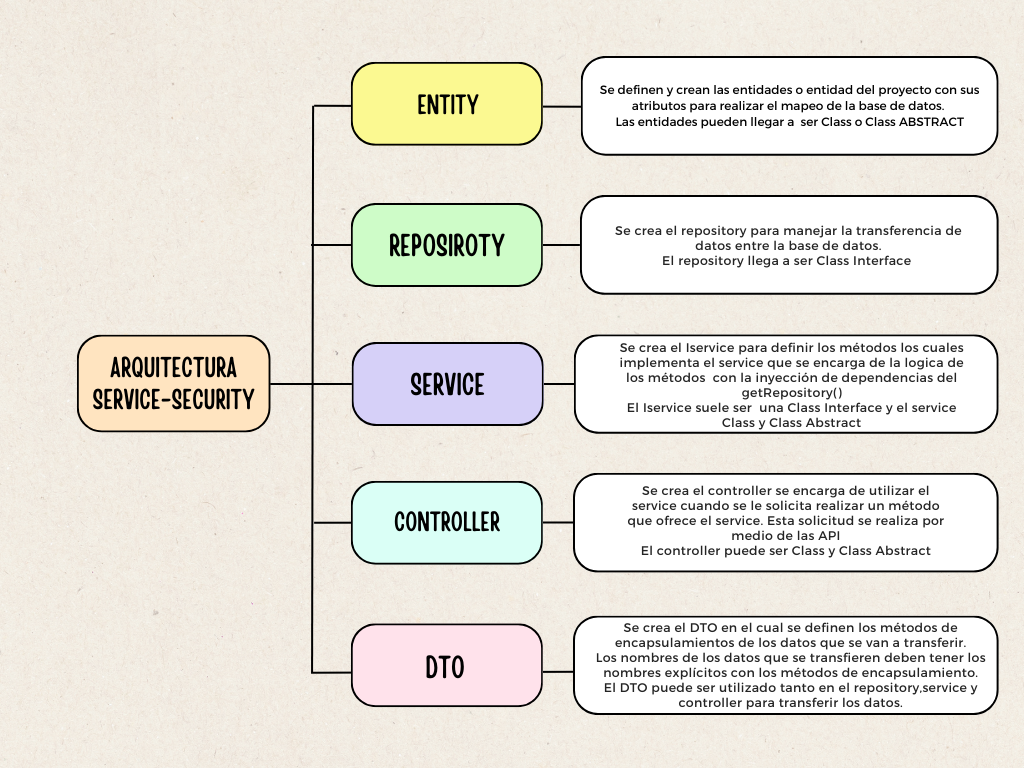 ENTITY
Se definen y crean las entidades o entidad del proyecto con sus
atributos para realizar el mapeo de la base de datos.
Las entidades pueden llegar a ser Class o Class ABSTRACT
REPOSIROTY
Se crea el repository para manejar la transferencia de
datos entre la base de datos.
El repository llega a ser Class Interface
ARQUITECTURA
SERVICE-SECURITY
SERVICE
Se crea el Iservice para definir los métodos los cuales
implementa el service que se encarga de la logica de
los métodos con la inyección de dependencias del
getRepository()
El Iservice suele ser una Class Interface y el service
Class y Class Abstract
CONTROLLER
Se crea el controller se encarga de utilizar el
service cuando se le solicita realizar un método
que ofrece el service. Esta solicitud se realiza por
medio de las API
El controller puede ser Class y Class Abstract
DTO
Se crea el DTO en el cual se definen los métodos de
encapsulamientos de los datos que se van a transferir.
Los nombres de los datos que se transfieren deben tener los
nombres explícitos con los métodos de encapsulamiento.
El DTO puede ser utilizado tanto en el repository,service y
controller para transferir los datos.